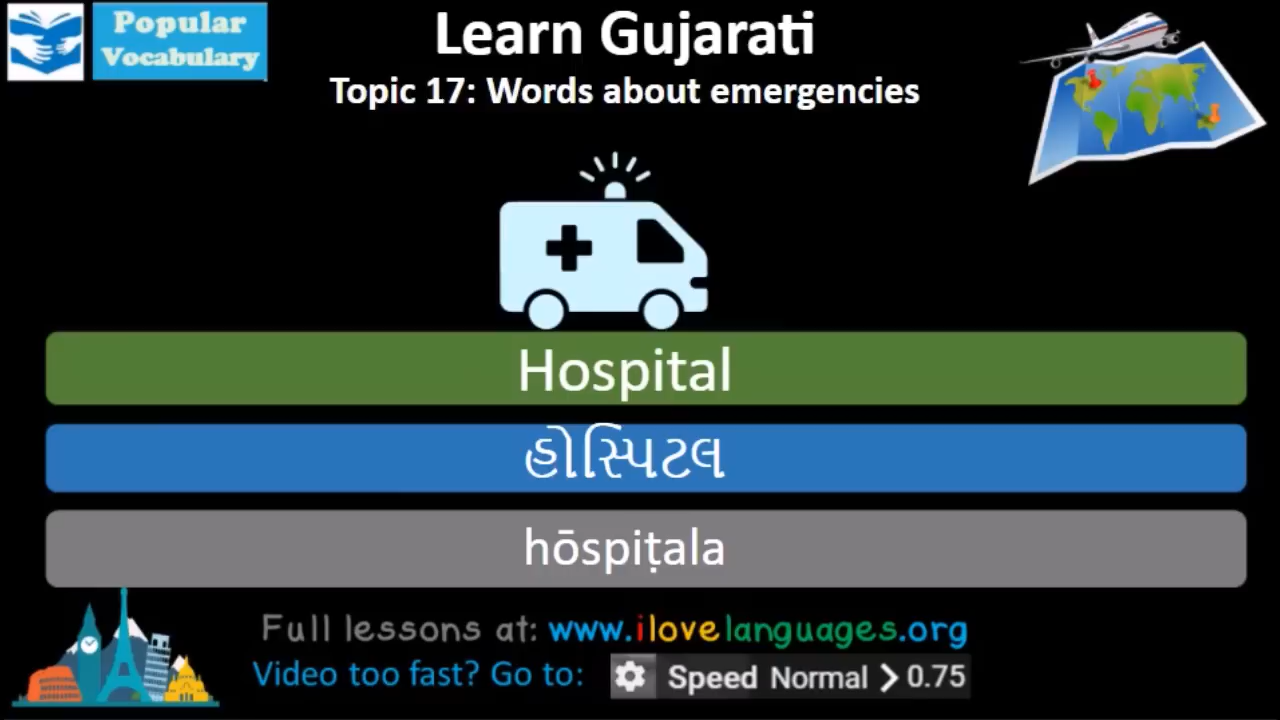 Popular
Vocabulary
Learn Gujarati
Topic 17: Words about emergencies
Hospital
હોસ્પિટલ
hōspiṭala
Full lessons at: www.ilovelanguages.org
Video too fast? Go to: Speed Normal > 0.75